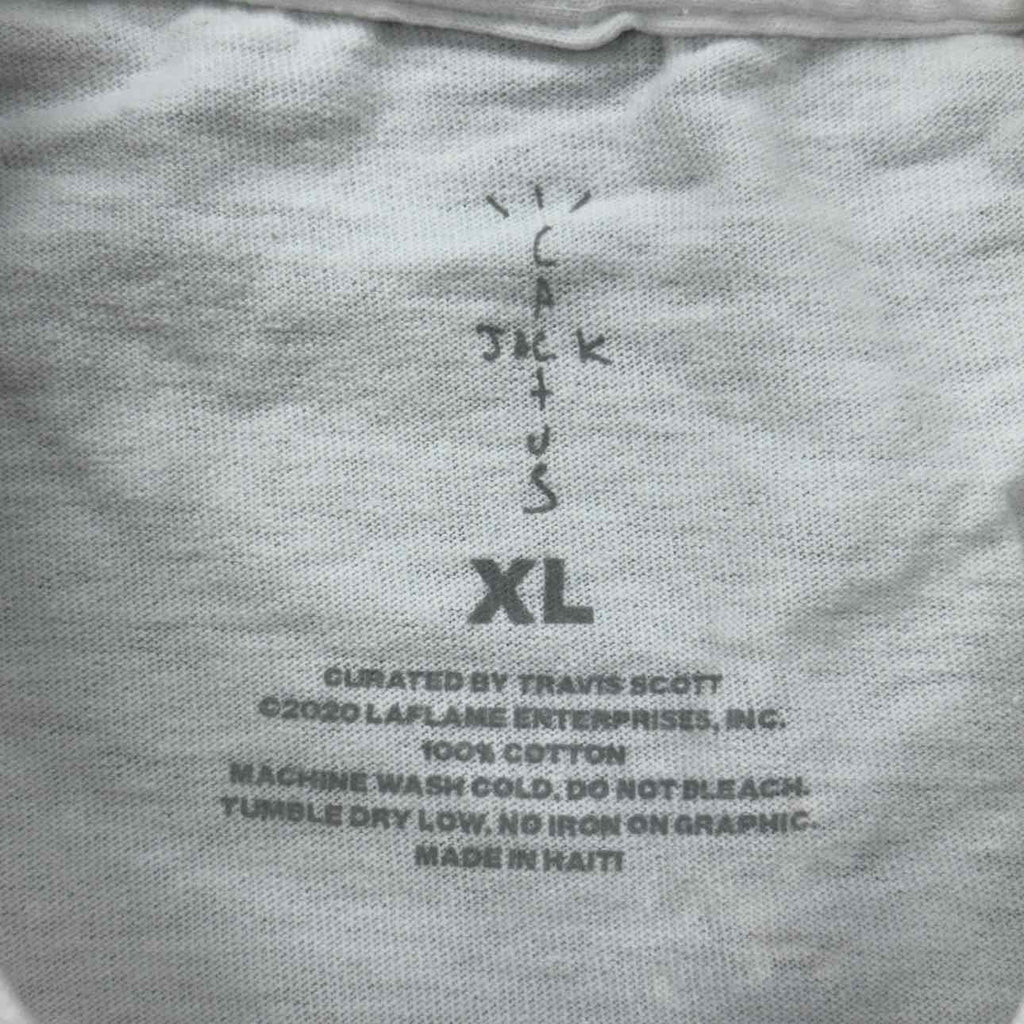 CACTUS
JACK
XL
CURATED BY TRAVIS SCOTT
©2020 LAFLAME ENTERPRISES, INC.
100% COTTON
MACHINE WASH COLD. DO NOT BLEACH.
TUMBLE DRY LOW. NO IRON ON GRAPHIC.
MADE IN HAITI